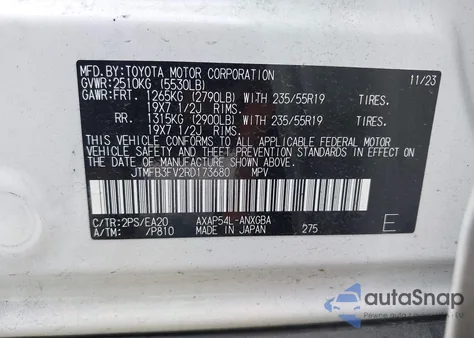 MFD.BY:TOYOTA MOTOR CORPORATION 11/23
GVWR:2510KG (5530LB)
GAWR:FRT. 1265KG (2790LB) WITH 235/55R19 TIRES.
19X7 1/2J RIMS.
RR. 1315KG (2900LB) WITH 235/55R19 TIRES.
19X7 1/2J RIMS.
THIS VEHICLE CONFORMS TO ALL APPLICABLE FEDERAL MOTOR
VEHICLE SAFETY, BUMPER, AND THEFT PREVENTION
STANDARDS IN EFFECT ON THE DATE OF MANUFACTURE
SHOWN ABOVE.
JTMFB3FV2RD173680 MPV
C/TR:2PS/EA20 AXAP54L-ANXGBA E
A/TM: /P810 MADE IN JAPAN 275
autoSnap